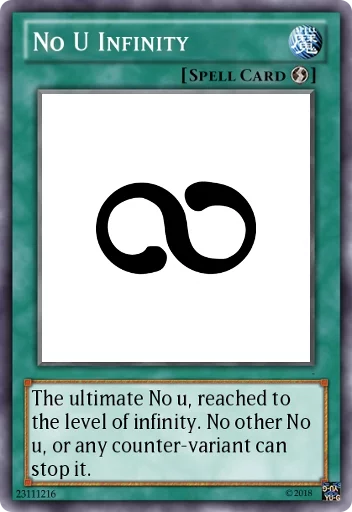 No U Infinity
[Spell Card]
The ultimate No u, reached to
the level of infinity. No other No
u, or any counter-variant can
stop it.
23111216
©2018